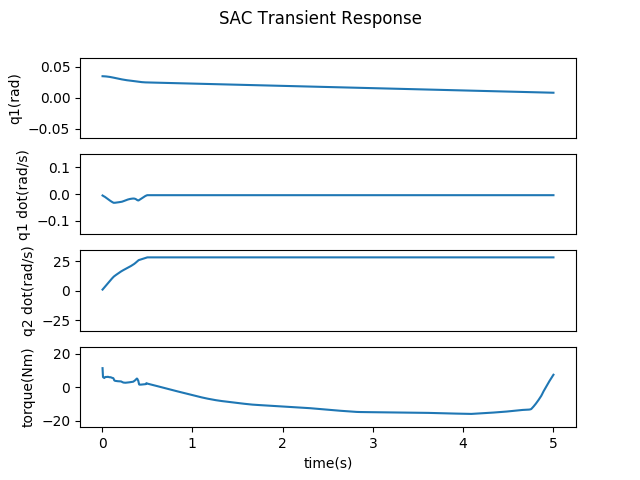 SAC Transient Response
q1(rad)
0.05
0.00
−0.05
q1 dot(rad/s)
0.1
0.0
−0.1
q2 dot(rad/s)
25
0
−25
torque(Nm)
20
0
−20
0 1 2 3 4 5
time(s)